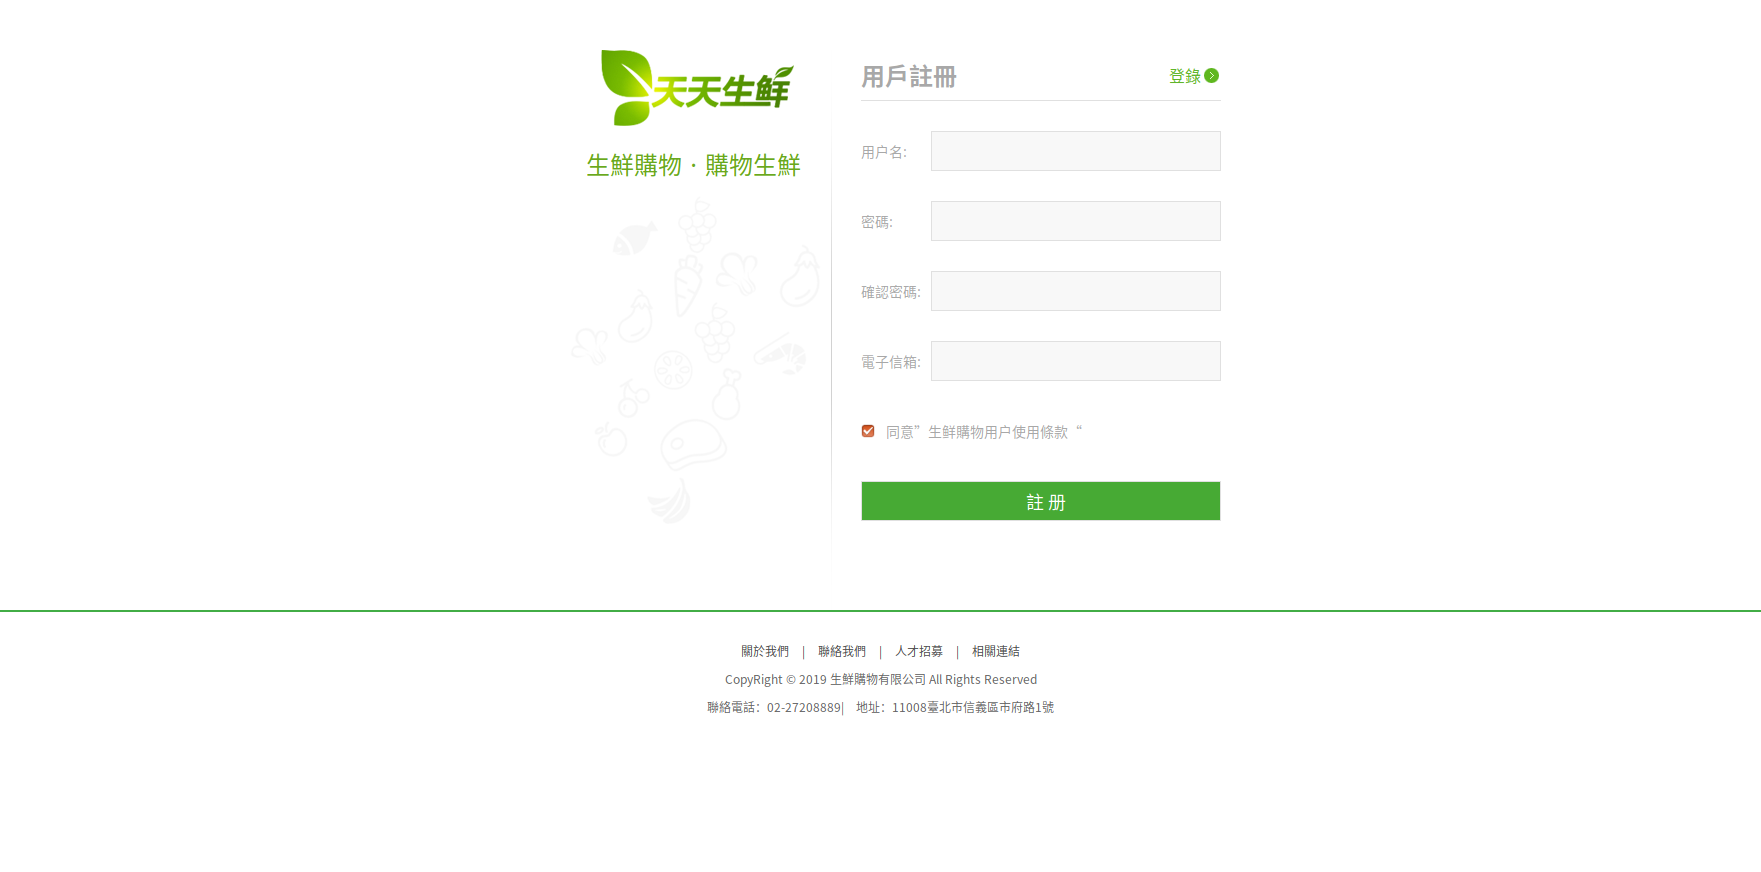 天天生鲜
生鮮購物 · 購物生鮮
用戶註冊
登錄
用户名:
密碼:
確認密碼:
電子信箱:
同意”生鮮購物用户使用條款“
註 册
關於我們 | 聯絡我們 | 人才招募 | 相關連結
CopyRight © 2019 生鮮購物有限公司 All Rights Reserved
聯絡電話：02-27208889| 地址：11008臺北市信義區市府路1號